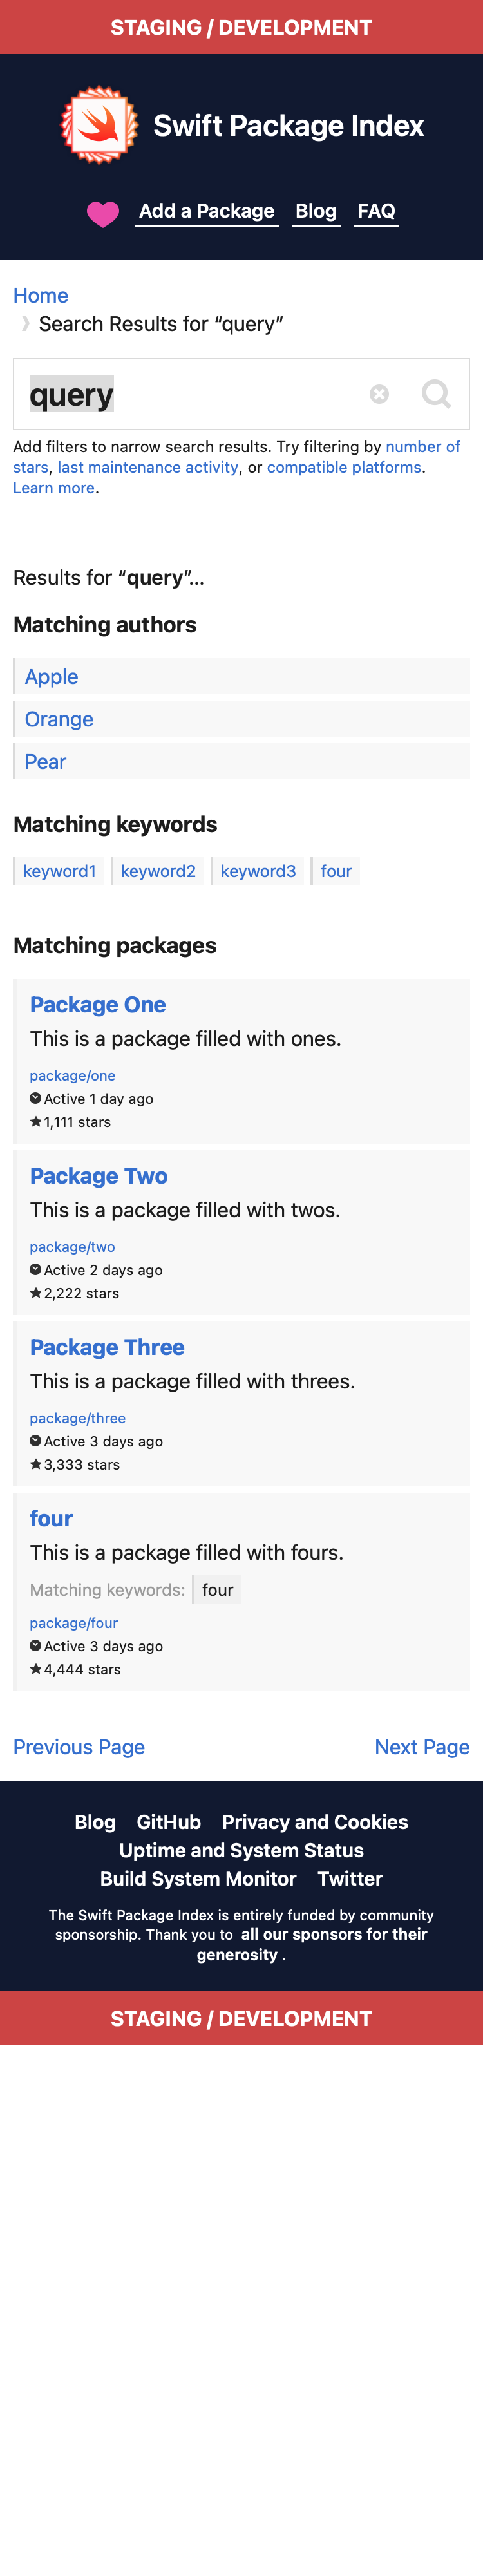 STAGING / DEVELOPMENT
Swift Package Index
Add a Package Blog FAQ
Home
Search Results for “query”
query
Add filters to narrow search results. Try filtering by number of
stars, last maintenance activity, or compatible platforms.
Learn more.
Results for “query”...
Matching authors
Apple
Orange
Pear
Matching keywords
keyword1 keyword2 keyword3 four
Matching packages
Package One
This is a package filled with ones.
package/one
Active 1 day ago
1,111 stars
Package Two
This is a package filled with twos.
package/two
Active 2 days ago
2,222 stars
Package Three
This is a package filled with threes.
package/three
Active 3 days ago
3,333 stars
four
This is a package filled with fours.
Matching keywords: four
package/four
Active 3 days ago
4,444 stars
Previous Page Next Page
Blog GitHub Privacy and Cookies
Uptime and System Status
Build System Monitor Twitter
The Swift Package Index is entirely funded by community
sponsorship. Thank you to all our sponsors for their
generosity .
STAGING / DEVELOPMENT